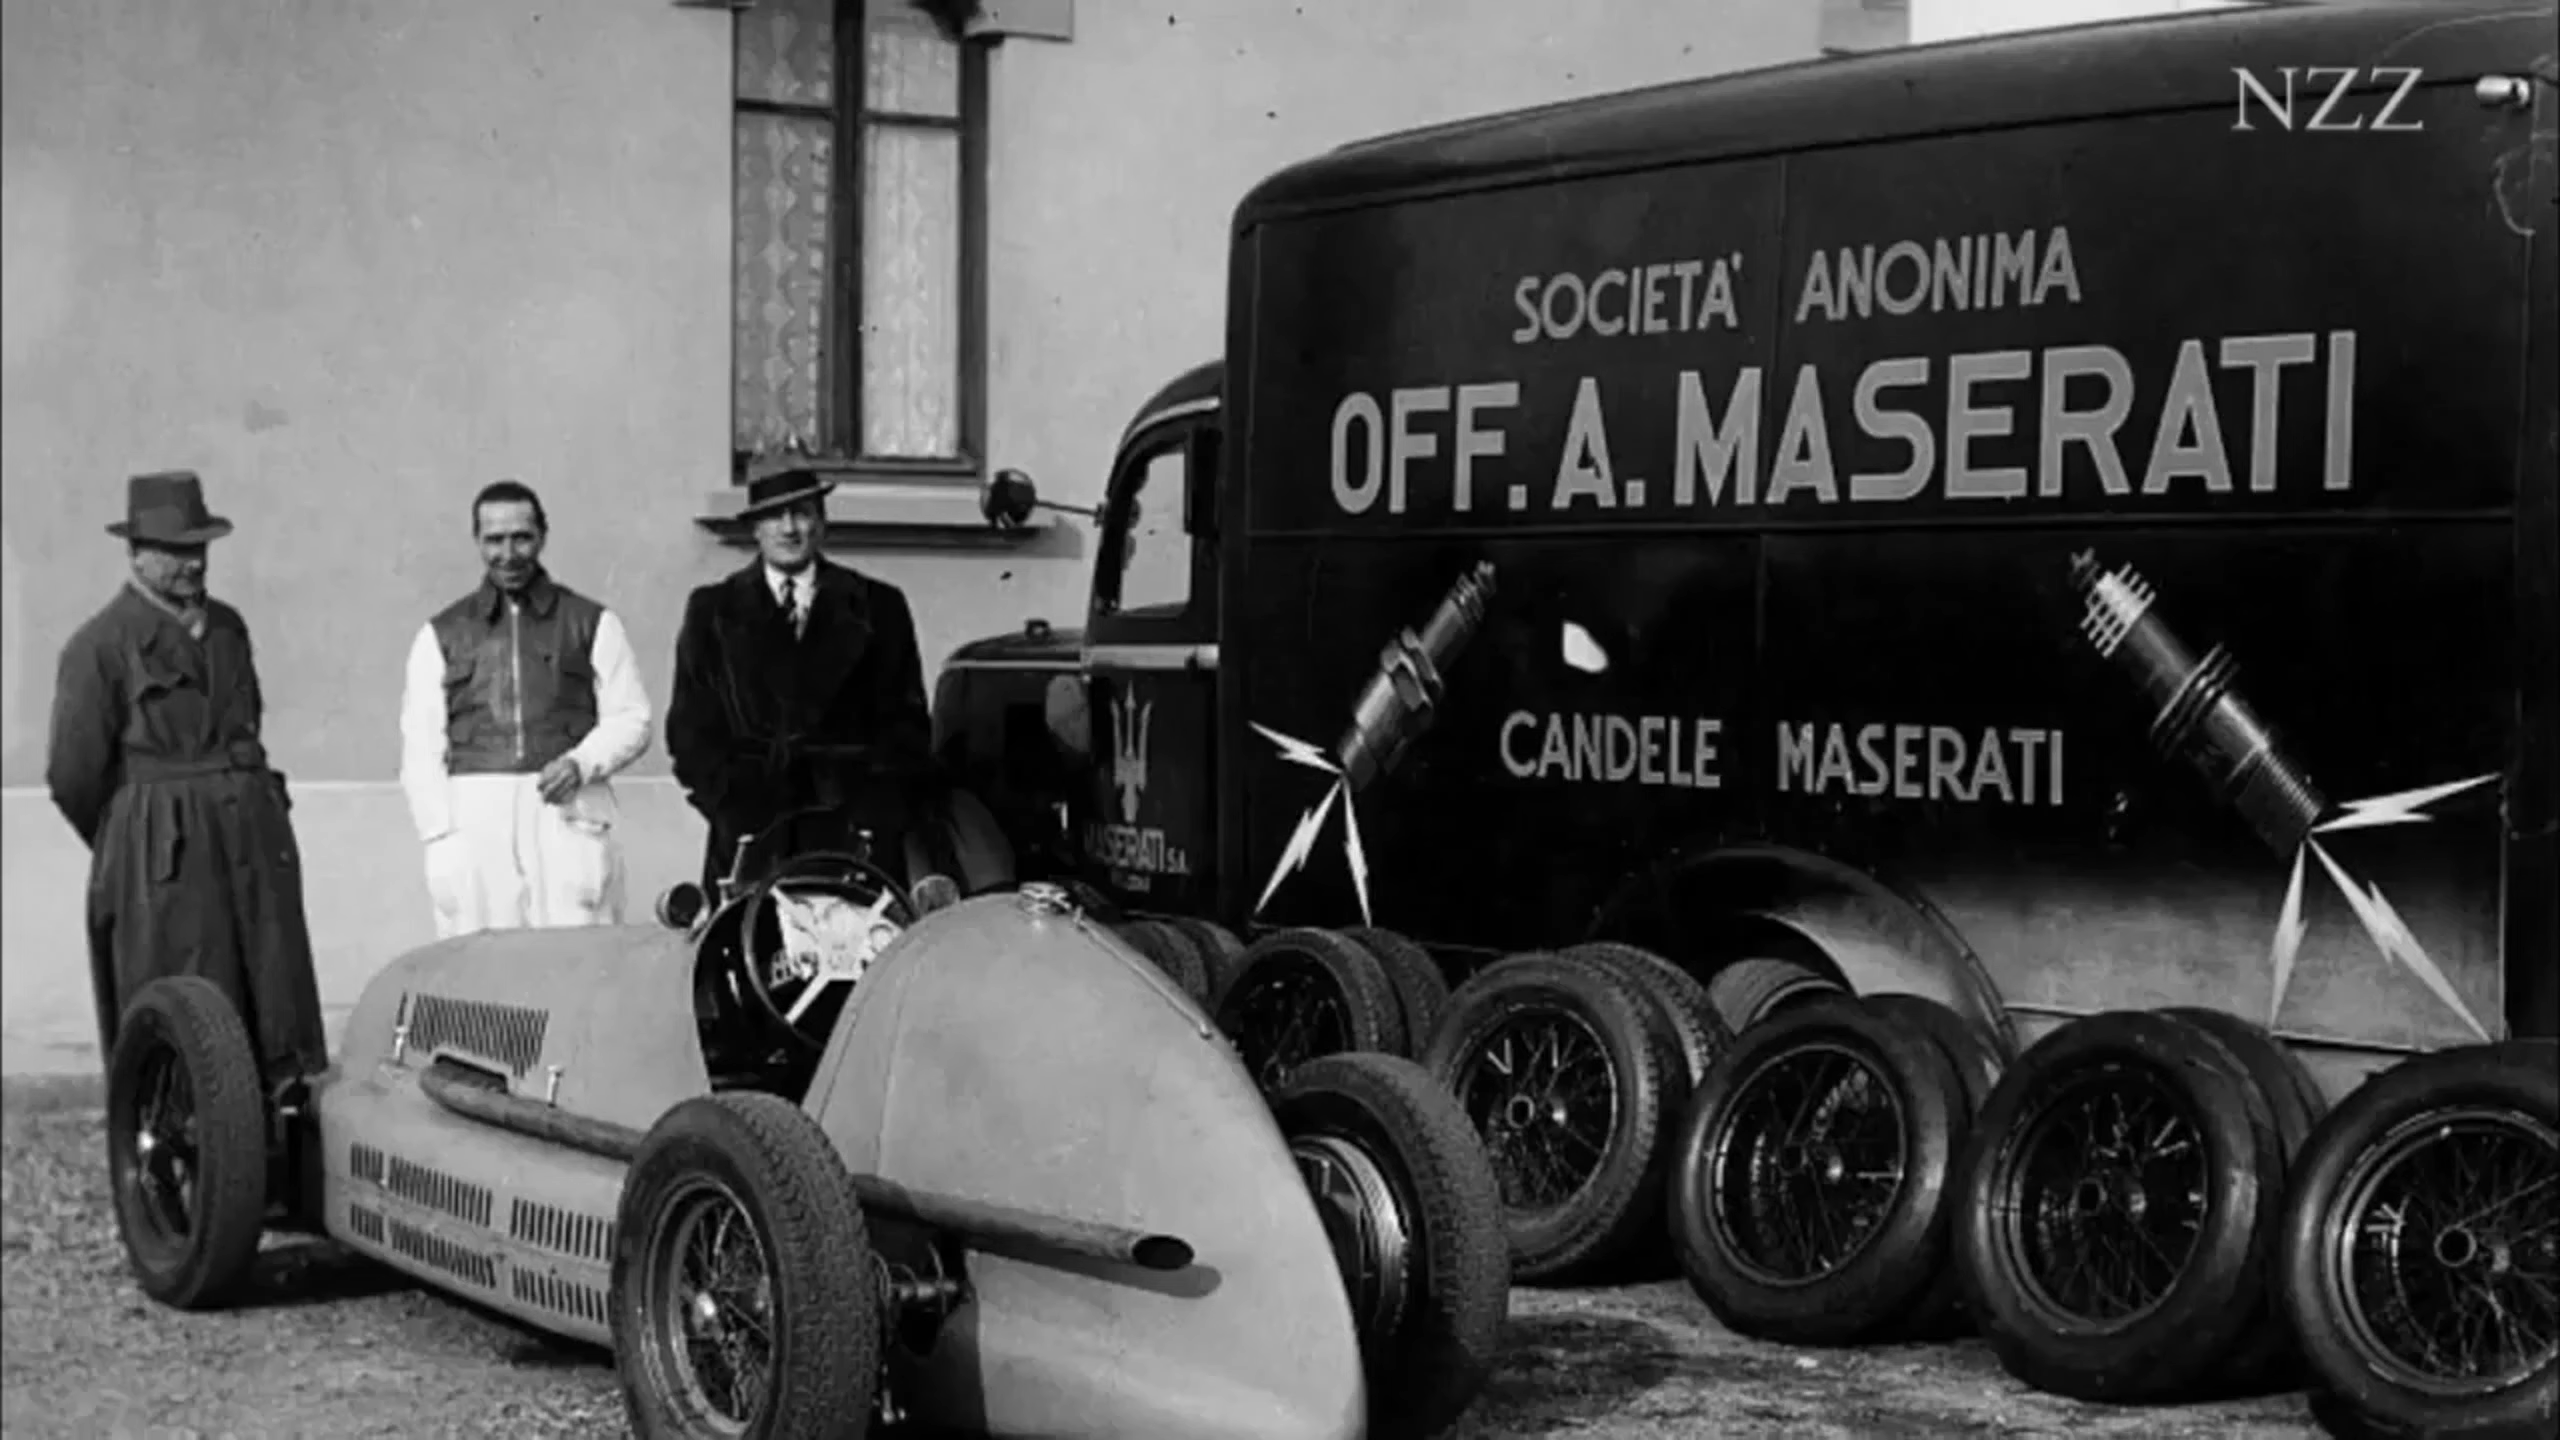 NZZ
SOCIETA' ANONIMA
OFF. A. MASERATI
CANDELE MASERATI
MASERATI S.A.